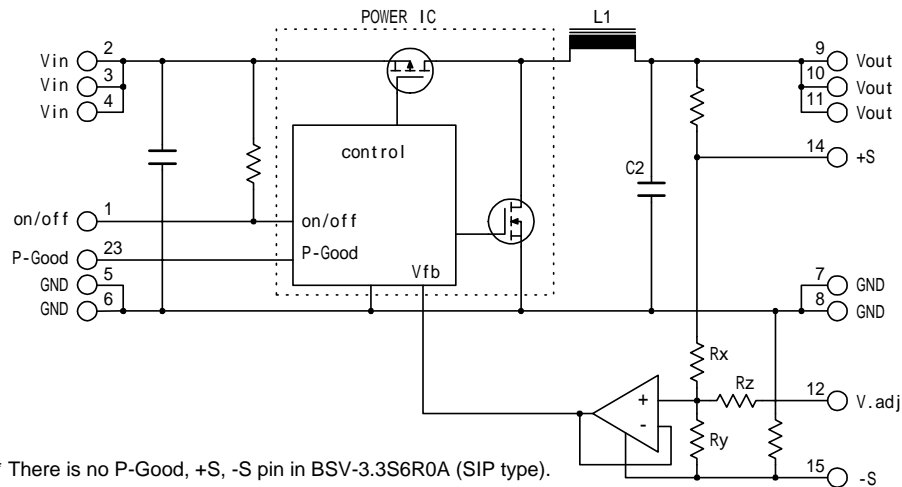 POWER IC
L1
Vin 2
Vin 3
Vin 4
9 Vout
10 Vout
11 Vout
control
14 +S
C2
on/off 1
on/off
P-Good 23
P-Good
Vfb
GND 5
GND 6
7 GND
8 GND
Rx
Rz
12 V.adj
+
-
Ry
15 -S
* There is no P-Good, +S, -S pin in BSV-3.3S6R0A (SIP type).